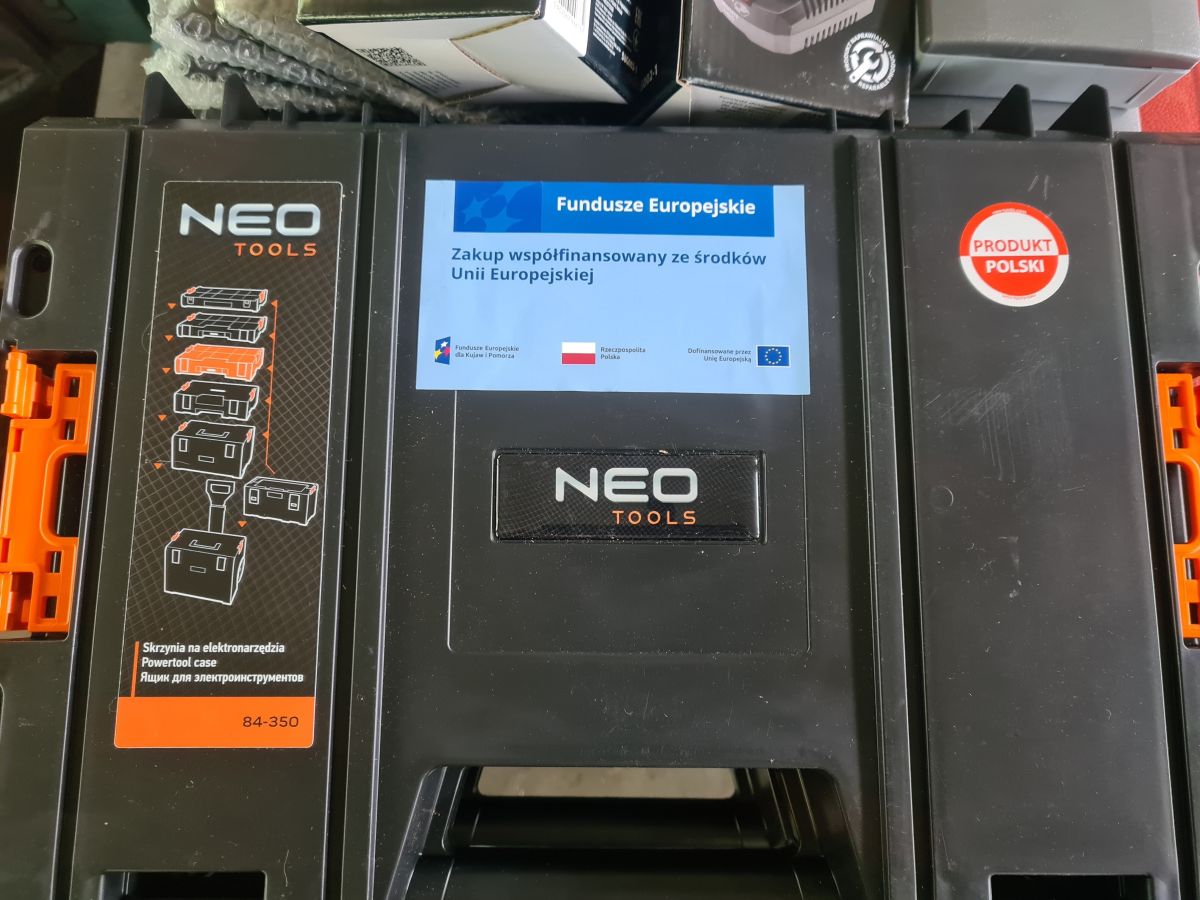 NEO
TOOLS
Skrzynia na elektronarzędzia
Powertool case
Ящик для электроинструментов
84-350
Fundusze Europejskie
Zakup współfinansowany ze środków
Unii Europejskiej
Fundusze Europejskie
dla Kujaw i Pomorza
Rzeczpospolita
Polska
Dofinansowane przez
Unię Europejską
NEO
TOOLS
PRODUKT
POLSKI